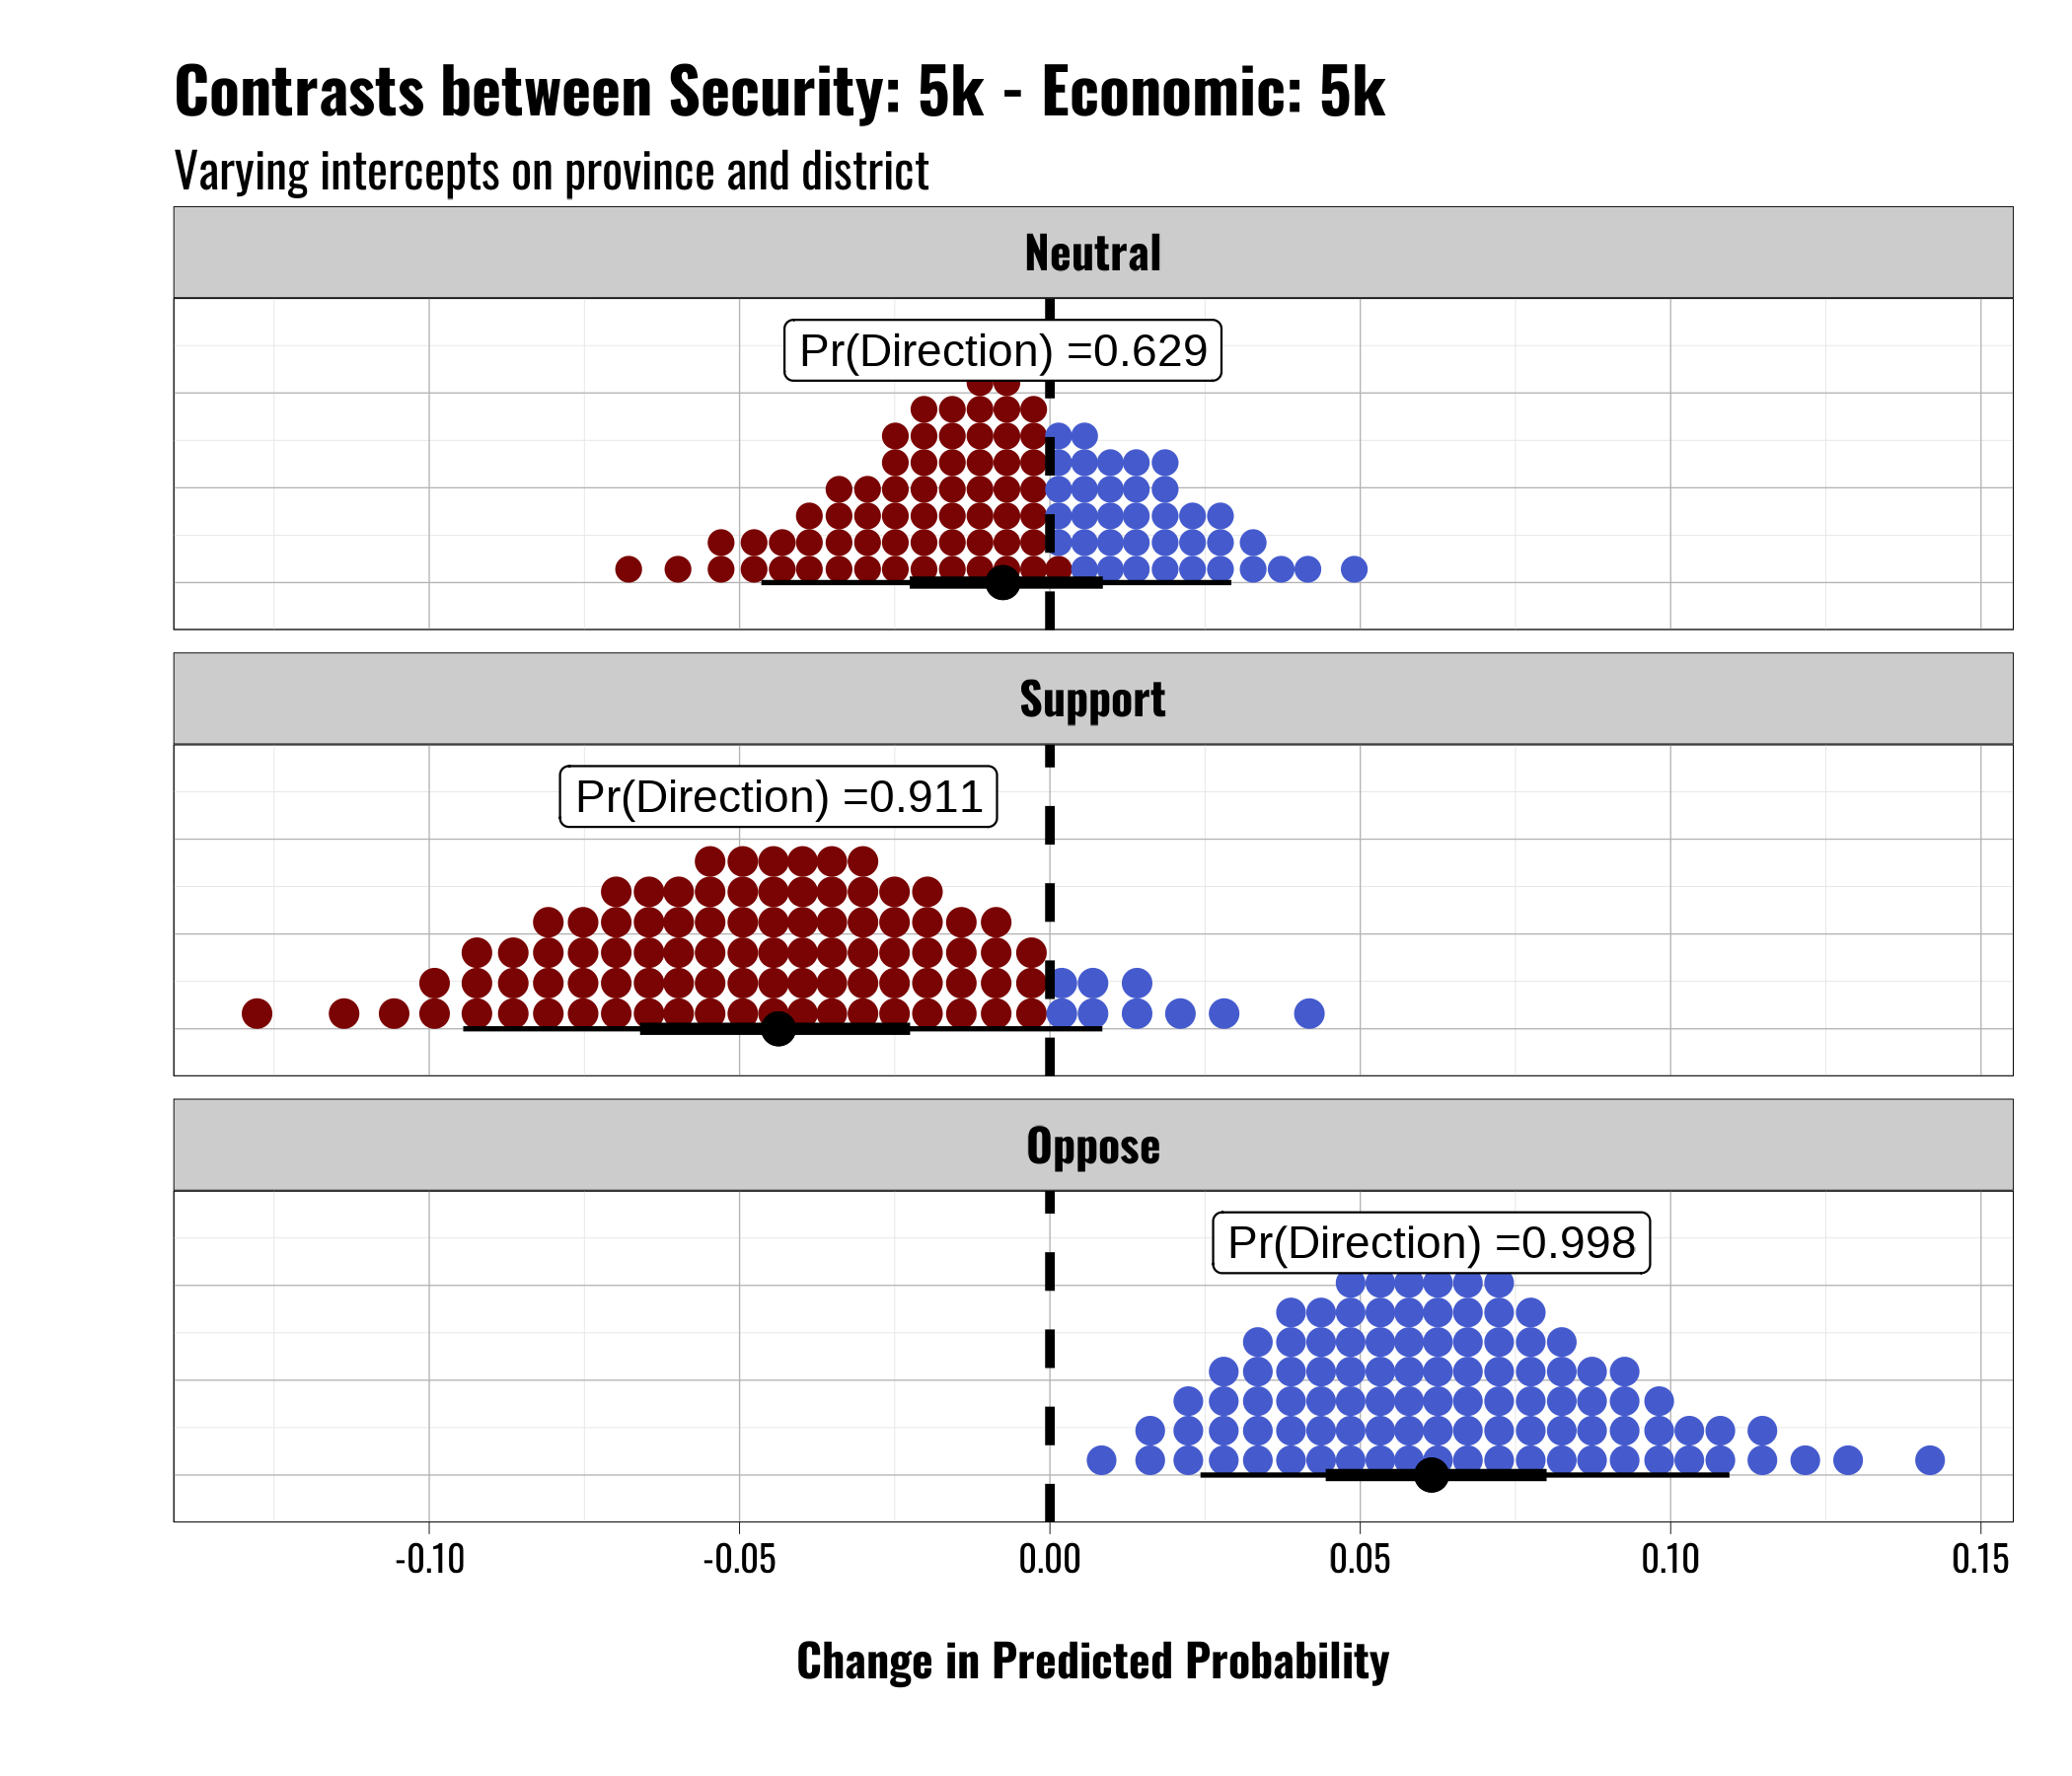 Contrasts between Security: 5k - Economic: 5k
Varying intercepts on province and district
Neutral
Pr(Direction) =0.629
Support
Pr(Direction) =0.911
Oppose
Pr(Direction) =0.998
-0.10 -0.05 0.00 0.05 0.10 0.15
Change in Predicted Probability